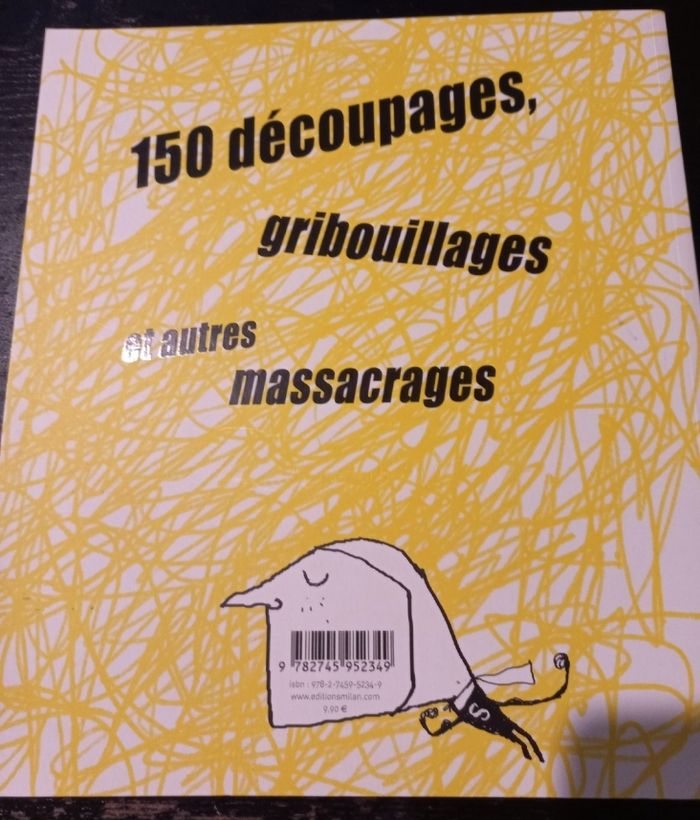 150 découpages,
gribouillages
et autres
massacrages
9 782745 952349
isbn : 978-2-7459-5234-9
www.editionsmilan.com
9,90 €
S